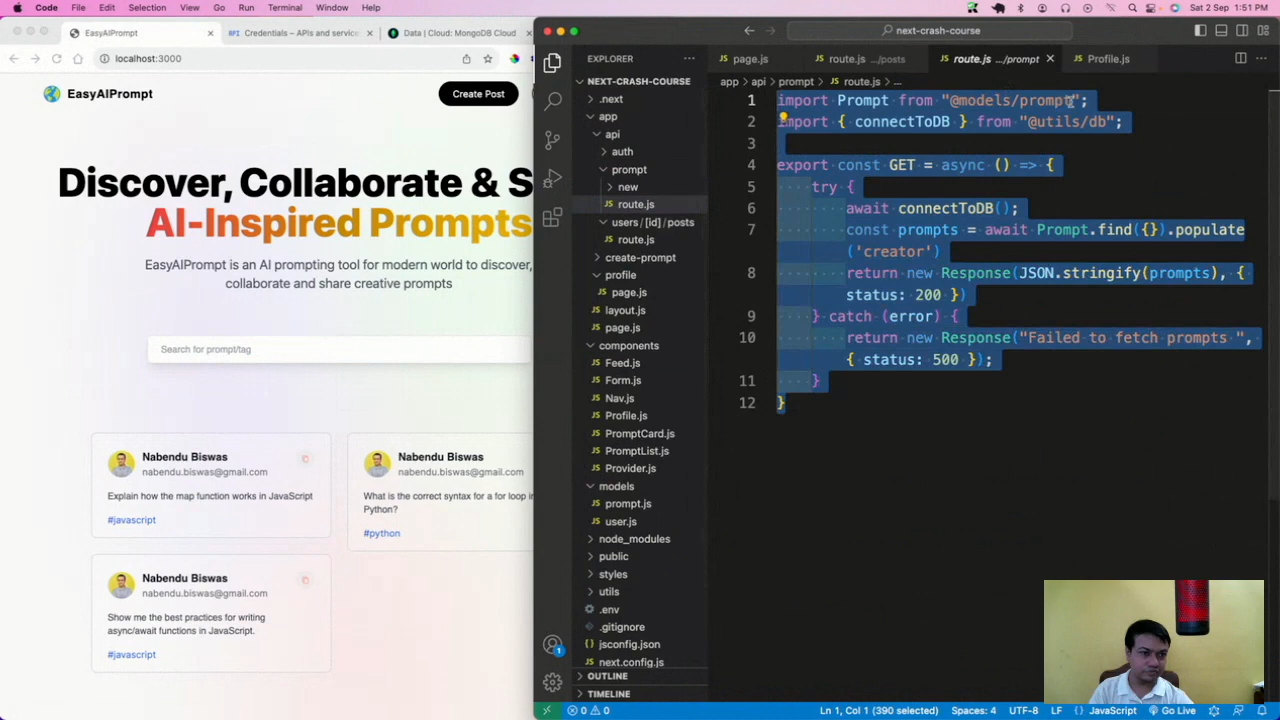 Code File Edit Selection View Go Run Terminal Window Help
Sat 2 Sep 1:51 PM
EasyAIPrompt
API Credentials – APIs and service
Data | Cloud: MongoDB Cloud
localhost:3000
EasyAIPrompt
Create Post
Discover, Collaborate & S
AI-Inspired Prompts
EasyAIPrompt is an AI prompting tool for modern world to discover,
collaborate and share creative prompts
Search for prompt/tag
Nabendu Biswas
nabendu.biswas@gmail.com
Explain how the map function works in JavaScript
#javascript
Nabendu Biswas
nabendu.biswas@gmail.com
What is the correct syntax for a for loop in
Python?
#python
Nabendu Biswas
nabendu.biswas@gmail.com
Show me the best practices for writing
async/await functions in JavaScript.
#javascript
next-crash-course
EXPLORER
NEXT-CRASH-COURSE
.next
app
api
auth
prompt
new
route.js
users/[id]/posts
route.js
create-prompt
profile
page.js
layout.js
page.js
components
Feed.js
Form.js
Nav.js
Profile.js
PromptCard.js
PromptList.js
Provider.js
models
prompt.js
user.js
node_modules
public
styles
utils
.env
.gitignore
jsconfig.json
next.config.js
OUTLINE
TIMELINE
JS page.js
JS route.js .../posts
JS route.js .../prompt
JS Profile.js
app > api > prompt > JS route.js > ...
1 import Prompt from "@models/prompt";
2 import { connectToDB } from "@utils/db";
3
4 export const GET = async () => {
5 try {
6 await connectToDB();
7 const prompts = await Prompt.find({}).populate
('creator')
8 return new Response(JSON.stringify(prompts), {
status: 200 })
9 } catch (error) {
10 return new Response("Failed to fetch prompts ",
{ status: 500 });
11 }
12 }
1
0 0 Ln 1, Col 1 (390 selected) Spaces: 4 UTF-8 LF JavaScript Go Live